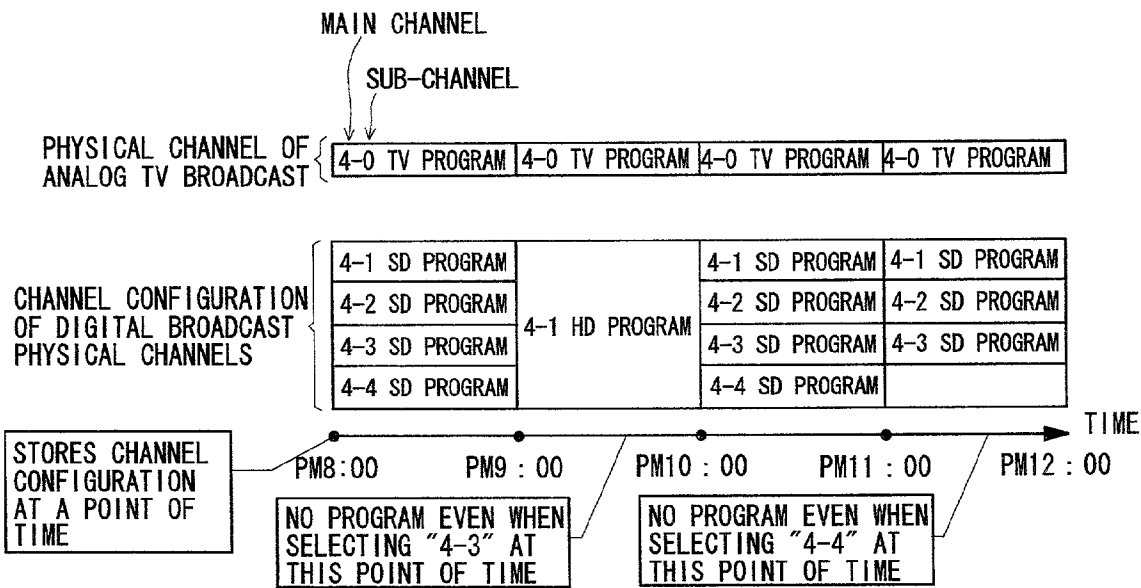 MAIN CHANNEL
SUB-CHANNEL
PHYSICAL CHANNEL OF
ANALOG TV BROADCAST
4-0 TV PROGRAM 4-0 TV PROGRAM 4-0 TV PROGRAM 4-0 TV PROGRAM
CHANNEL CONFIGURATION
OF DIGITAL BROADCAST
PHYSICAL CHANNELS
4-1 SD PROGRAM 4-1 SD PROGRAM 4-1 SD PROGRAM
4-2 SD PROGRAM 4-2 SD PROGRAM 4-2 SD PROGRAM
4-1 HD PROGRAM
4-3 SD PROGRAM 4-3 SD PROGRAM 4-3 SD PROGRAM
4-4 SD PROGRAM 4-4 SD PROGRAM
TIME
PM8:00 PM9 : 00 PM10 : 00 PM11 : 00 PM12 : 00
STORES CHANNEL
CONFIGURATION
AT A POINT OF
TIME
NO PROGRAM EVEN WHEN
SELECTING "4-3" AT
THIS POINT OF TIME
NO PROGRAM EVEN WHEN
SELECTING "4-4" AT
THIS POINT OF TIME